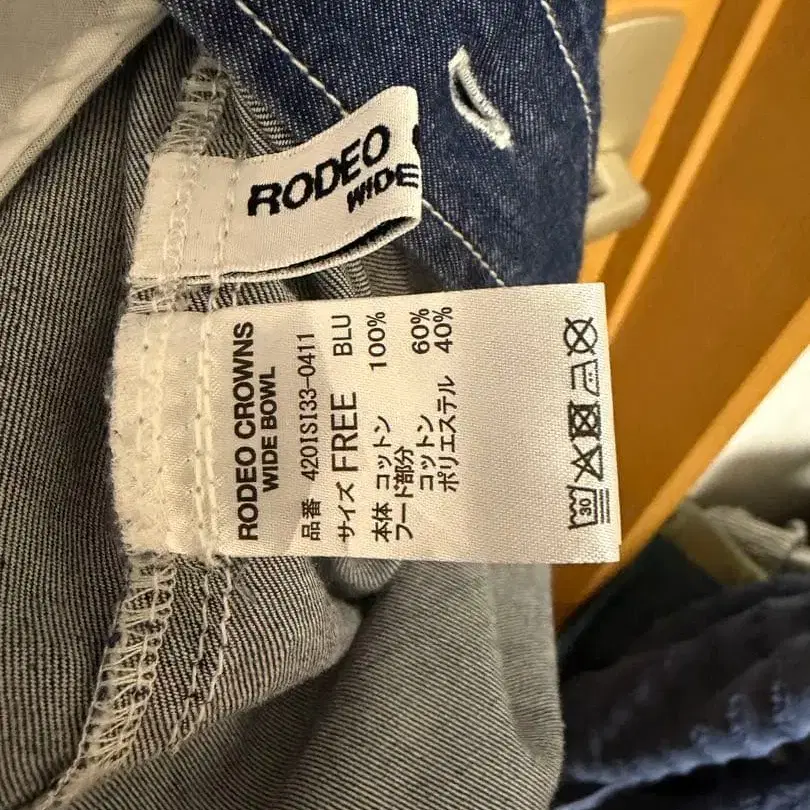 RODEO
WIDE
RODEO CROWNS
WIDE BOWL
品番 420ISI33-0411
サイズ FREE BLU
本体 コットン 100%
フード部分
コットン 60%
ポリエステル 40%
30